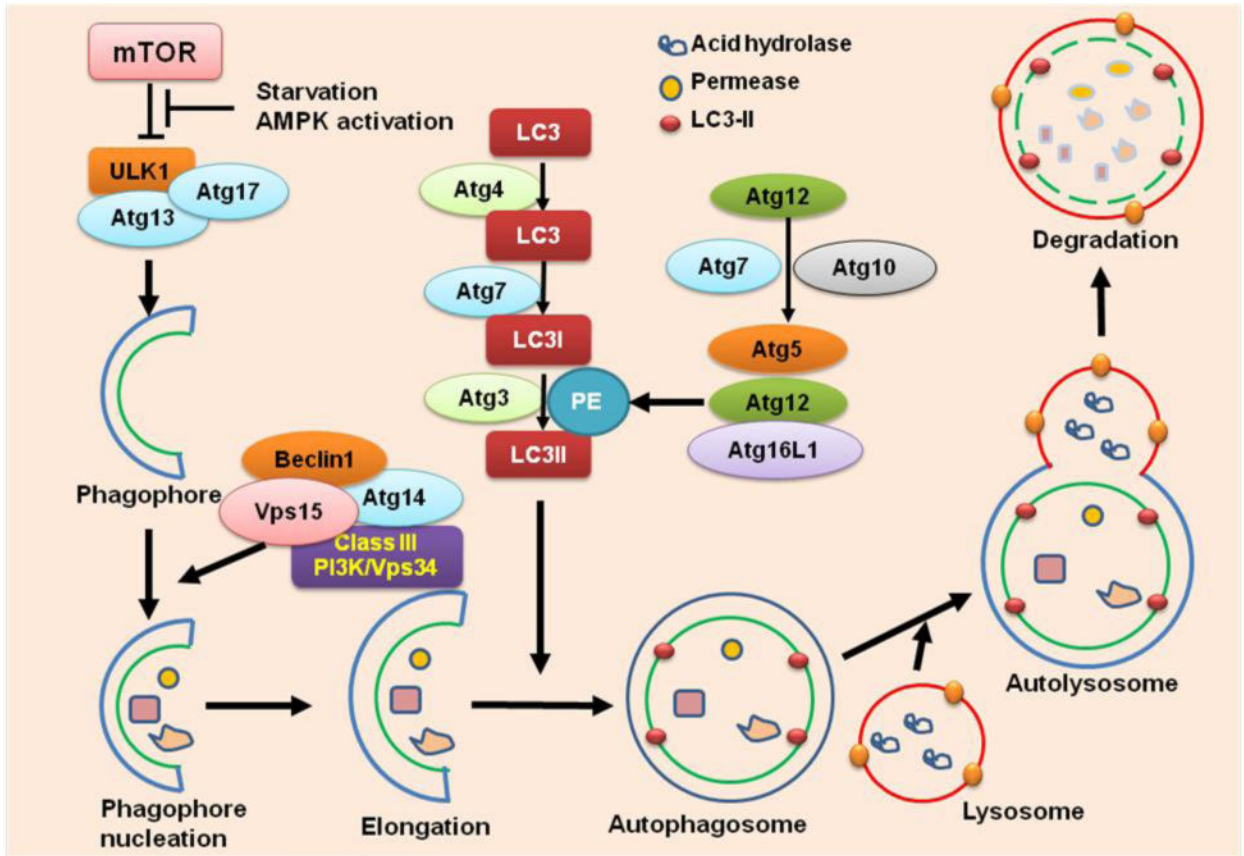 mTOR
Starvation
AMPK activation
ULK1
Atg17
Atg13
Phagophore
LC3
Atg4
LC3
Atg7
LC3I
Atg3
PE
LC3II
Acid hydrolase
Permease
LC3-II
Atg12
Atg7
Atg10
Atg5
Atg12
Atg16L1
Degradation
Beclin1
Atg14
Vps15
Class III
PI3K/Vps34
Phagophore
nucleation
Elongation
Autophagosome
Lysosome
Autolysosome